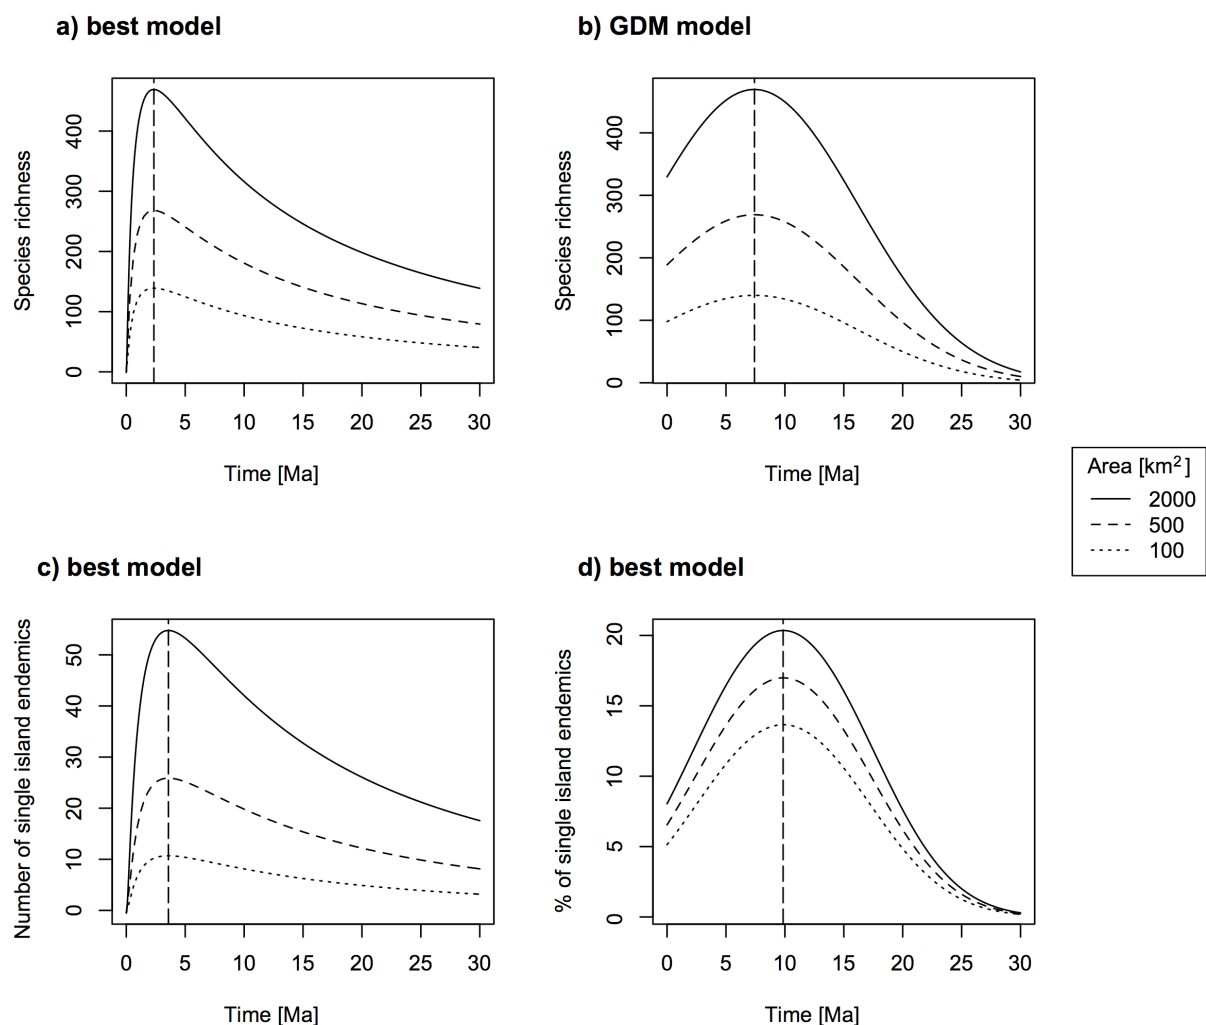 a) best model
b) GDM model
Species richness
0 100 200 300 400
0 5 10 15 20 25 30
Time [Ma]
Species richness
0 100 200 300 400
0 5 10 15 20 25 30
Time [Ma]
Area [km²]
2000
500
100
c) best model
d) best model
Number of single island endemics
0 10 20 30 40 50
0 5 10 15 20 25 30
Time [Ma]
% of single island endemics
0 5 10 15 20
0 5 10 15 20 25 30
Time [Ma]